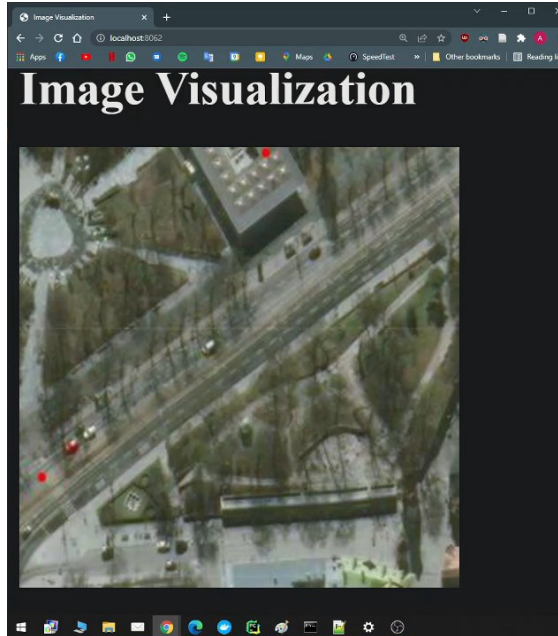 Image Visualization
localhost:8062
Apps
Maps
SpeedTest
»
Other bookmarks
Reading li
Image Visualization